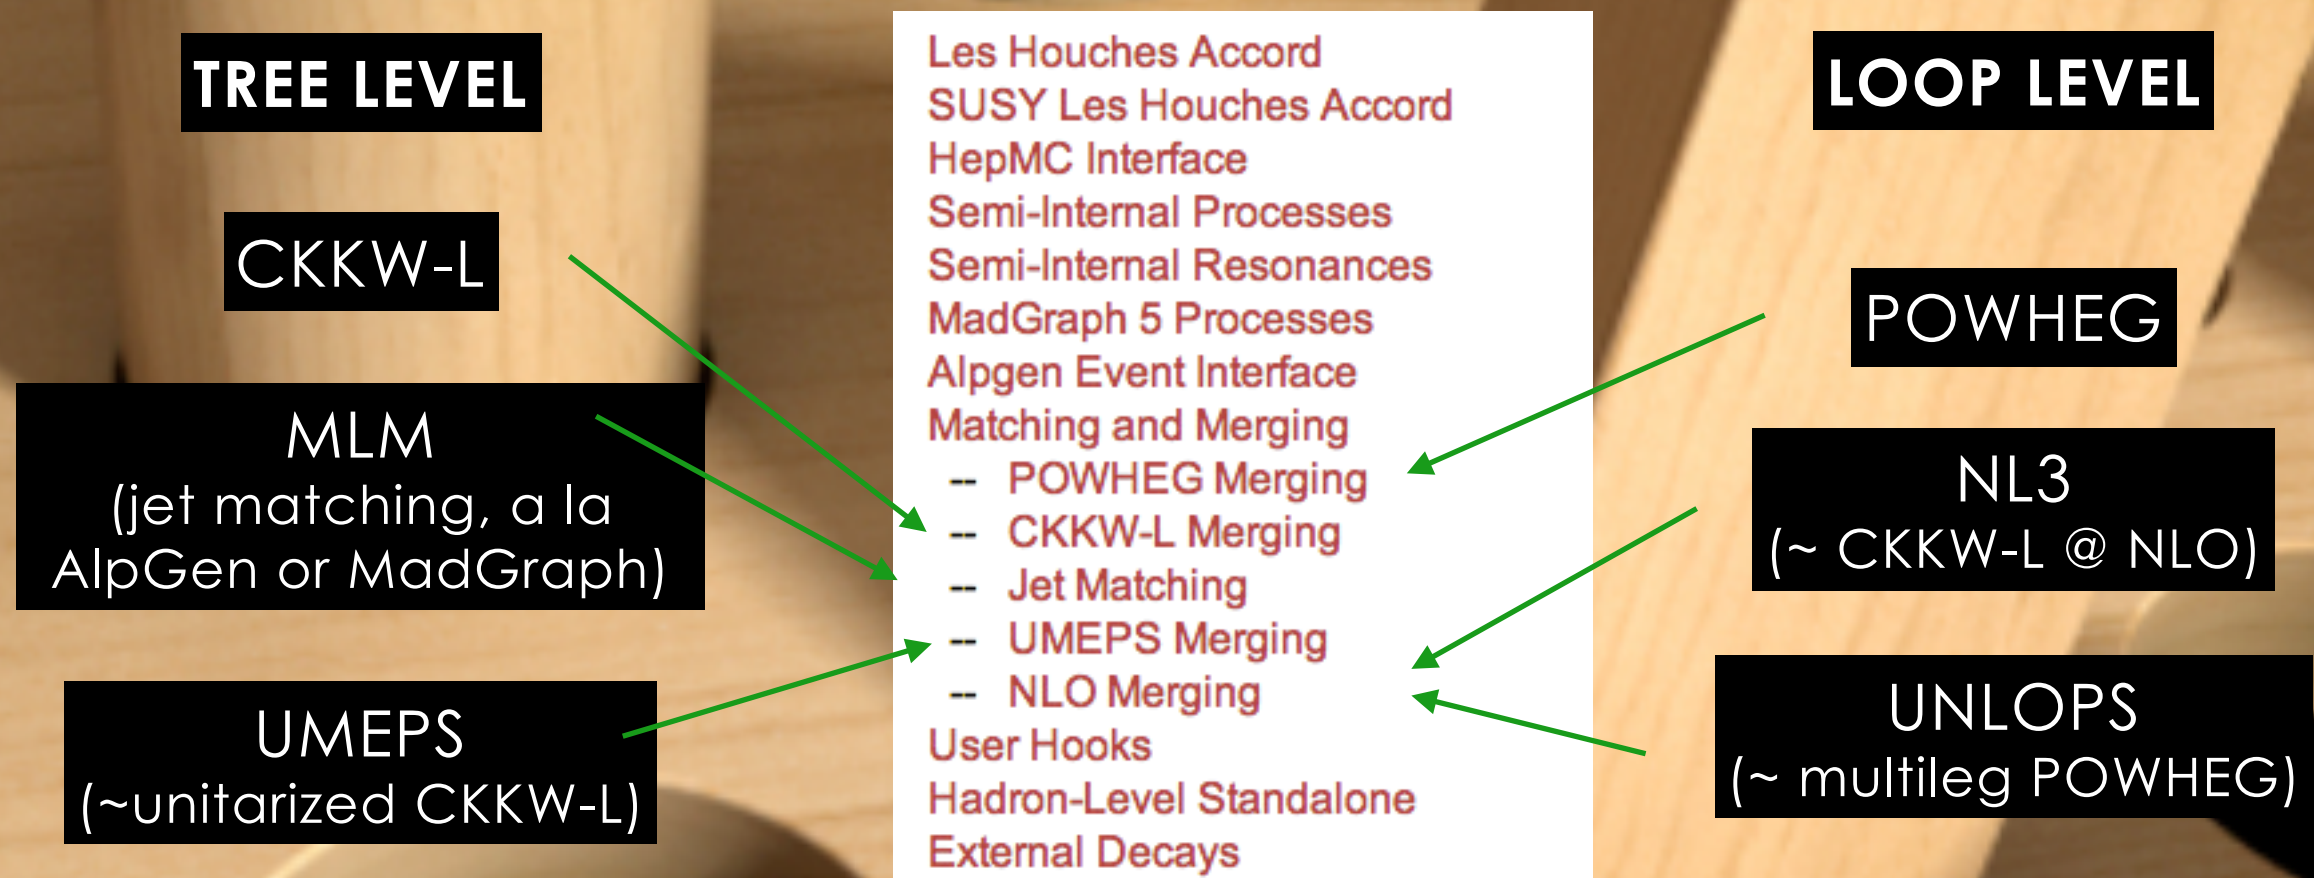 TREE LEVEL
CKKW-L
MLM
(jet matching, a la
AlpGen or MadGraph)
UMEPS
(~unitarized CKKW-L)
Les Houches Accord
SUSY Les Houches Accord
HepMC Interface
Semi-Internal Processes
Semi-Internal Resonances
MadGraph 5 Processes
Alpgen Event Interface
Matching and Merging
-- POWHEG Merging
-- CKKW-L Merging
-- Jet Matching
-- UMEPS Merging
-- NLO Merging
User Hooks
Hadron-Level Standalone
External Decays
LOOP LEVEL
POWHEG
NL3
(~ CKKW-L @ NLO)
UNLOPS
(~ multileg POWHEG)